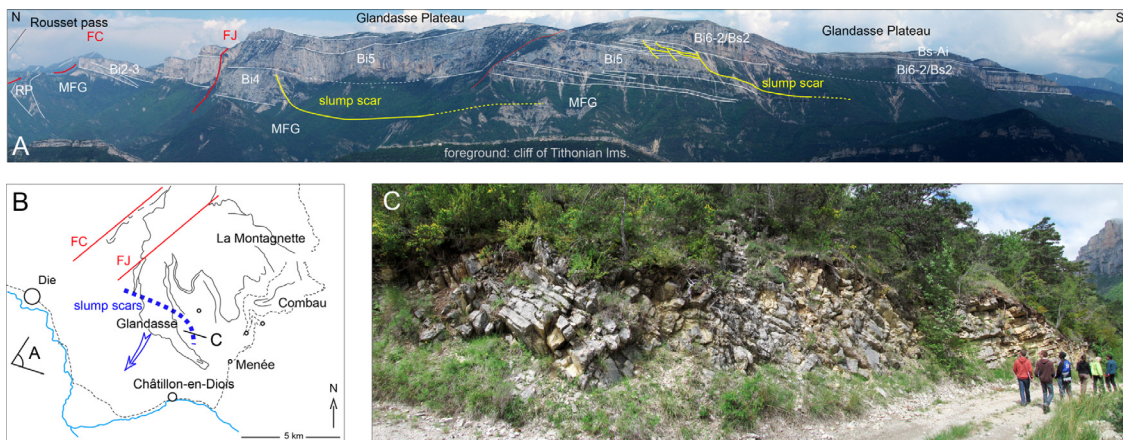 N
Rousset pass
FC
FJ
Glandasse Plateau
S
Bi6-2/Bs2
Glandasse Plateau
Bi2-3
Bi5
Bi5
Bs-Ai
RP
MFG
Bi4
Bi6-2/Bs2
slump scar
slump scar
MFG
MFG
A
foreground: cliff of Tithonian lms.
B
FC
FJ
La Montagnette
Die
slump scars
Combau
Glandasse
C
A
Menée
Châtillon-en-Diois
N
5 km
C